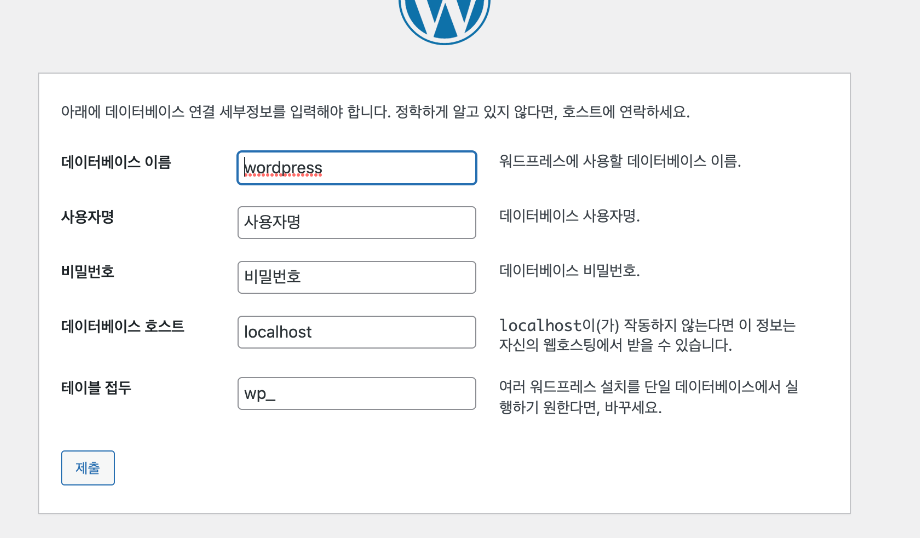 아래에 데이터베이스 연결 세부정보를 입력해야 합니다. 정학하게 알고 있지 않다면, 호스트에 연락하세요.
데이터베이스 이름 wordpress 워드프레스에 사용할 데이터베이스 이름.
사용자명 사용자명 데이터베이스 사용자명.
비밀번호 비밀번호 데이터베이스 비밀번호.
데이터베이스 호스트 localhost localhost이(가) 작동하지 않는다면 이 정보는
자신의 웹호스팅에서 받을 수 있습니다.
테이블 접두 wp_ 여러 워드프레스 설치를 단일 데이터베이스에서 실
행하기 원한다면, 바꾸세요.
제출